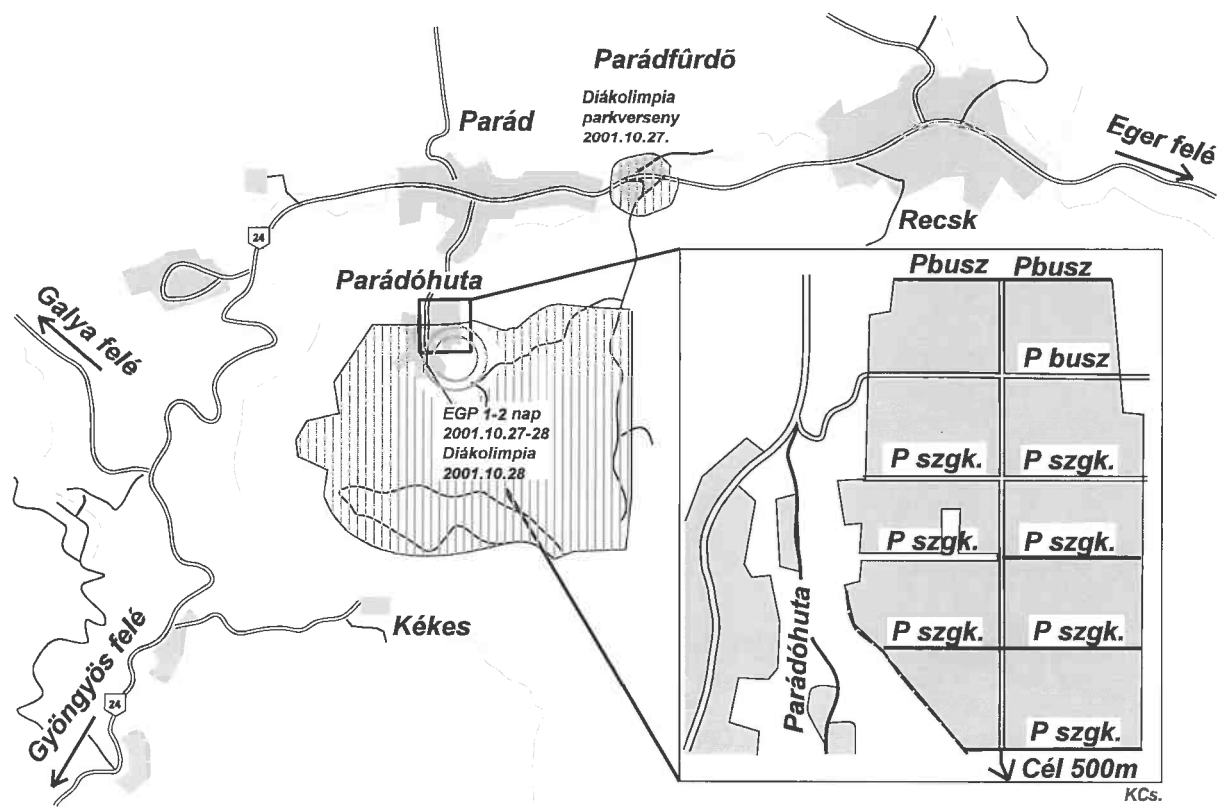 Parádfûrdõ
Diákolimpia
parkverseny
2001.10.27.
Parád
Eger felé
Recsk
24
Parádóhuta
Galya felé
EGP 1-2 nap
2001.10.27-28
Diákolimpia
2001.10.28
Kékes
Gyöngyös felé
24
Pbusz Pbusz
P busz
P szgk. P szgk.
P szgk. P szgk.
P szgk. P szgk.
P szgk.
Parádóhuta
Cél 500m
KCs.